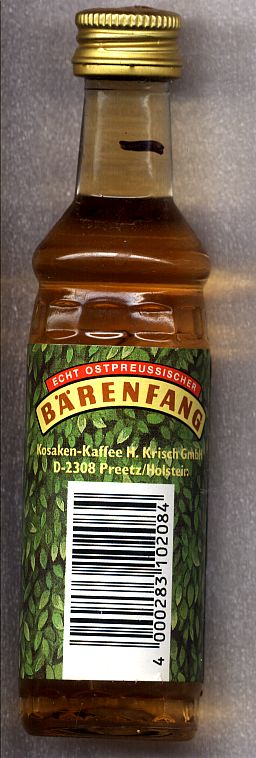 ECHT OSTPREUSSISCHER
BÄRENFANG
Kosaken-Kaffee H. Krisch GmbH
D-2308 Preetz/Holstein
4 000283 102084